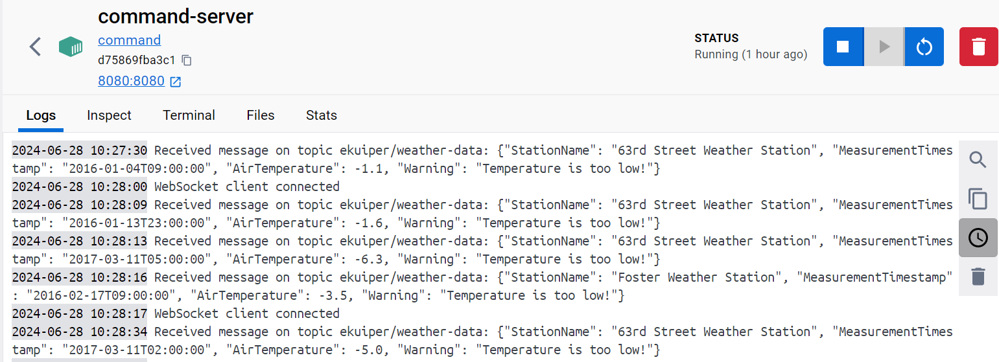 command-server
command
d75869fba3c1
8080:8080
STATUS
Running (1 hour ago)
Logs Inspect Terminal Files Stats
2024-06-28 10:27:30 Received message on topic ekuiper/weather-data: {"StationName": "63rd Street Weather Station", "MeasurementTimes
tamp": "2016-01-04T09:00:00", "AirTemperature": -1.1, "Warning": "Temperature is too low!"}
2024-06-28 10:28:00 WebSocket client connected
2024-06-28 10:28:09 Received message on topic ekuiper/weather-data: {"StationName": "63rd Street Weather Station", "MeasurementTimes
tamp": "2016-01-13T23:00:00", "AirTemperature": -1.6, "Warning": "Temperature is too low!"}
2024-06-28 10:28:13 Received message on topic ekuiper/weather-data: {"StationName": "63rd Street Weather Station", "MeasurementTimes
tamp": "2017-03-11T05:00:00", "AirTemperature": -6.3, "Warning": "Temperature is too low!"}
2024-06-28 10:28:16 Received message on topic ekuiper/weather-data: {"StationName": "Foster Weather Station", "MeasurementTimestamp"
: "2016-02-17T09:00:00", "AirTemperature": -3.5, "Warning": "Temperature is too low!"}
2024-06-28 10:28:17 WebSocket client connected
2024-06-28 10:28:34 Received message on topic ekuiper/weather-data: {"StationName": "63rd Street Weather Station", "MeasurementTimes
tamp": "2017-03-11T02:00:00", "AirTemperature": -5.0, "Warning": "Temperature is too low!"}